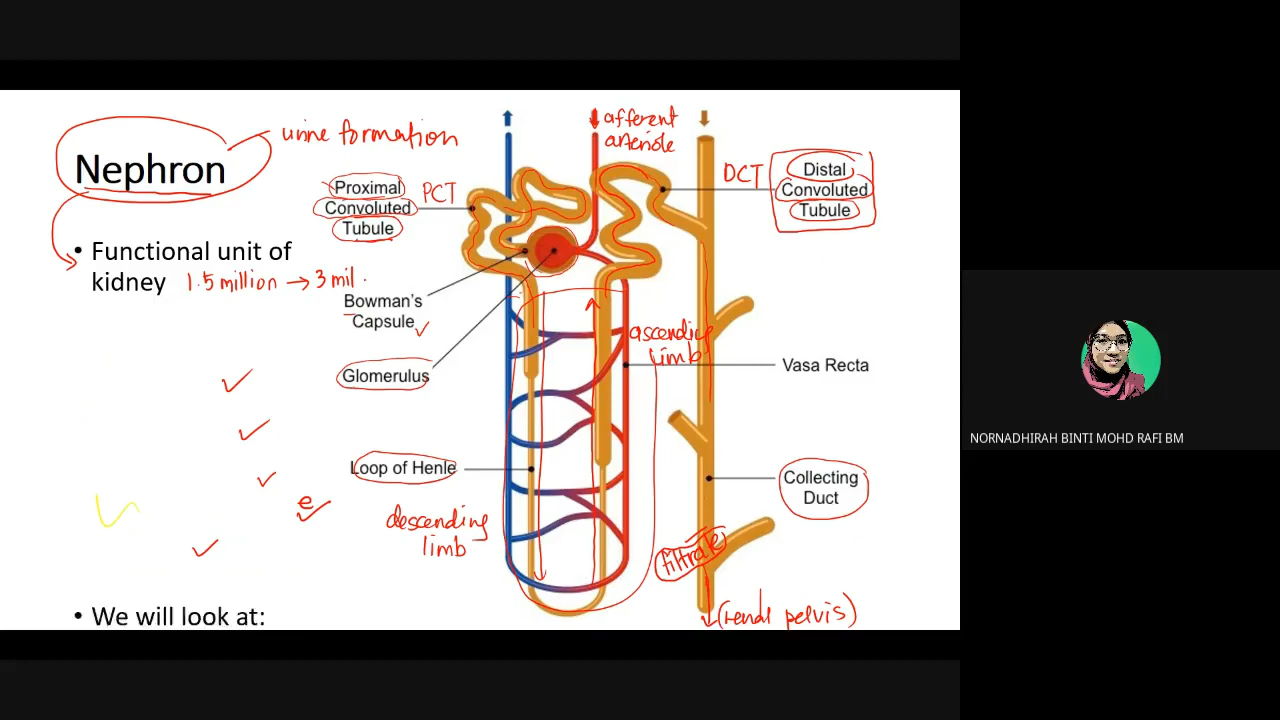 Nephron
urine formation
• Functional unit of
kidney
1.5 million → 3 mil.
• We will look at:
Proximal
Convoluted
Tubule
PCT
Bowman's
Capsule
Glomerulus
Loop of Henle
descending
limb
afferent
arteriole
DCT
Distal
Convoluted
Tubule
ascending
limb
Vasa Recta
Collecting
Duct
filtrate
(renal pelvis)
e
NORNADHIRAH BINTI MOHD RAFI BM